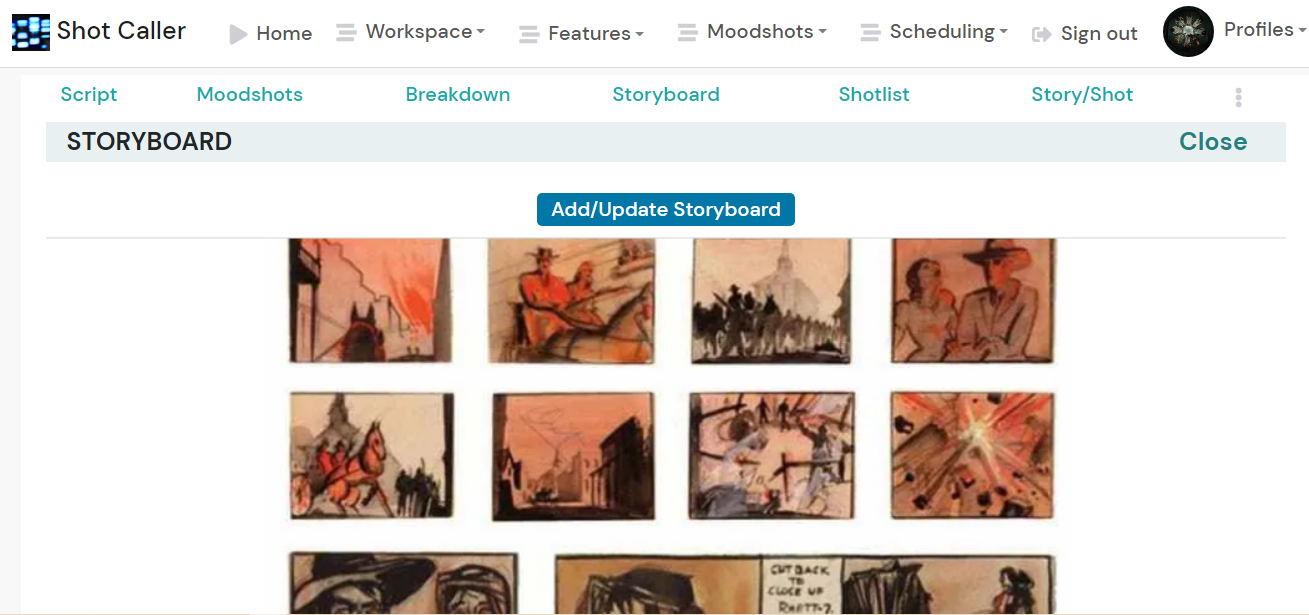 Shot Caller
Home
Workspace
Features
Moodshots
Scheduling
Sign out
Profiles
Script
Moodshots
Breakdown
Storyboard
Shotlist
Story/Shot
STORYBOARD
Close
Add/Update Storyboard
CUT BACK
TO
CLOSE UP
RHETT-7.